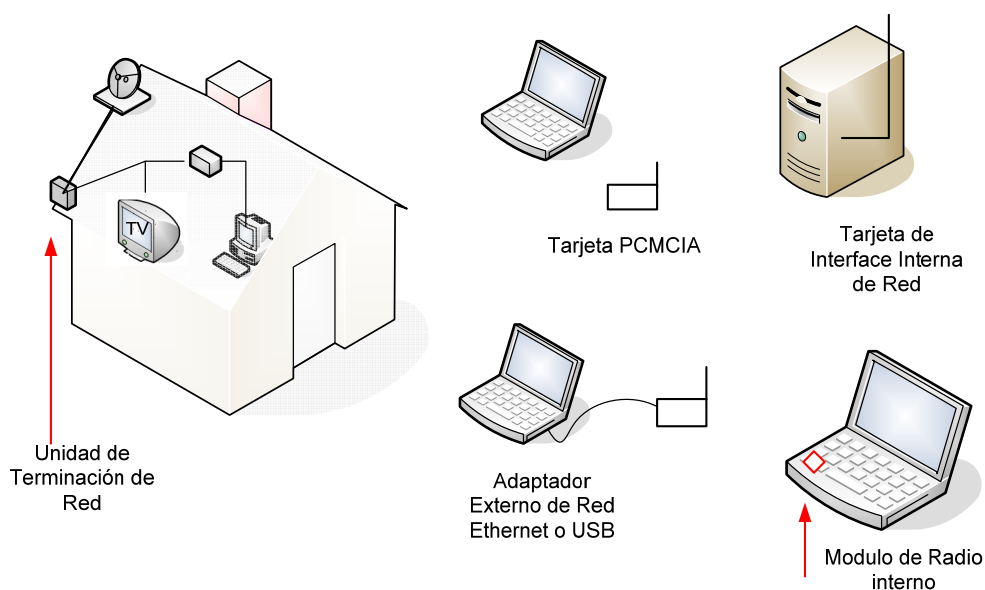 TV
Unidad de
Terminación de
Red
Tarjeta PCMCIA
Tarjeta de
Interface Interna
de Red
Adaptador
Externo de Red
Ethernet o USB
Modulo de Radio
interno